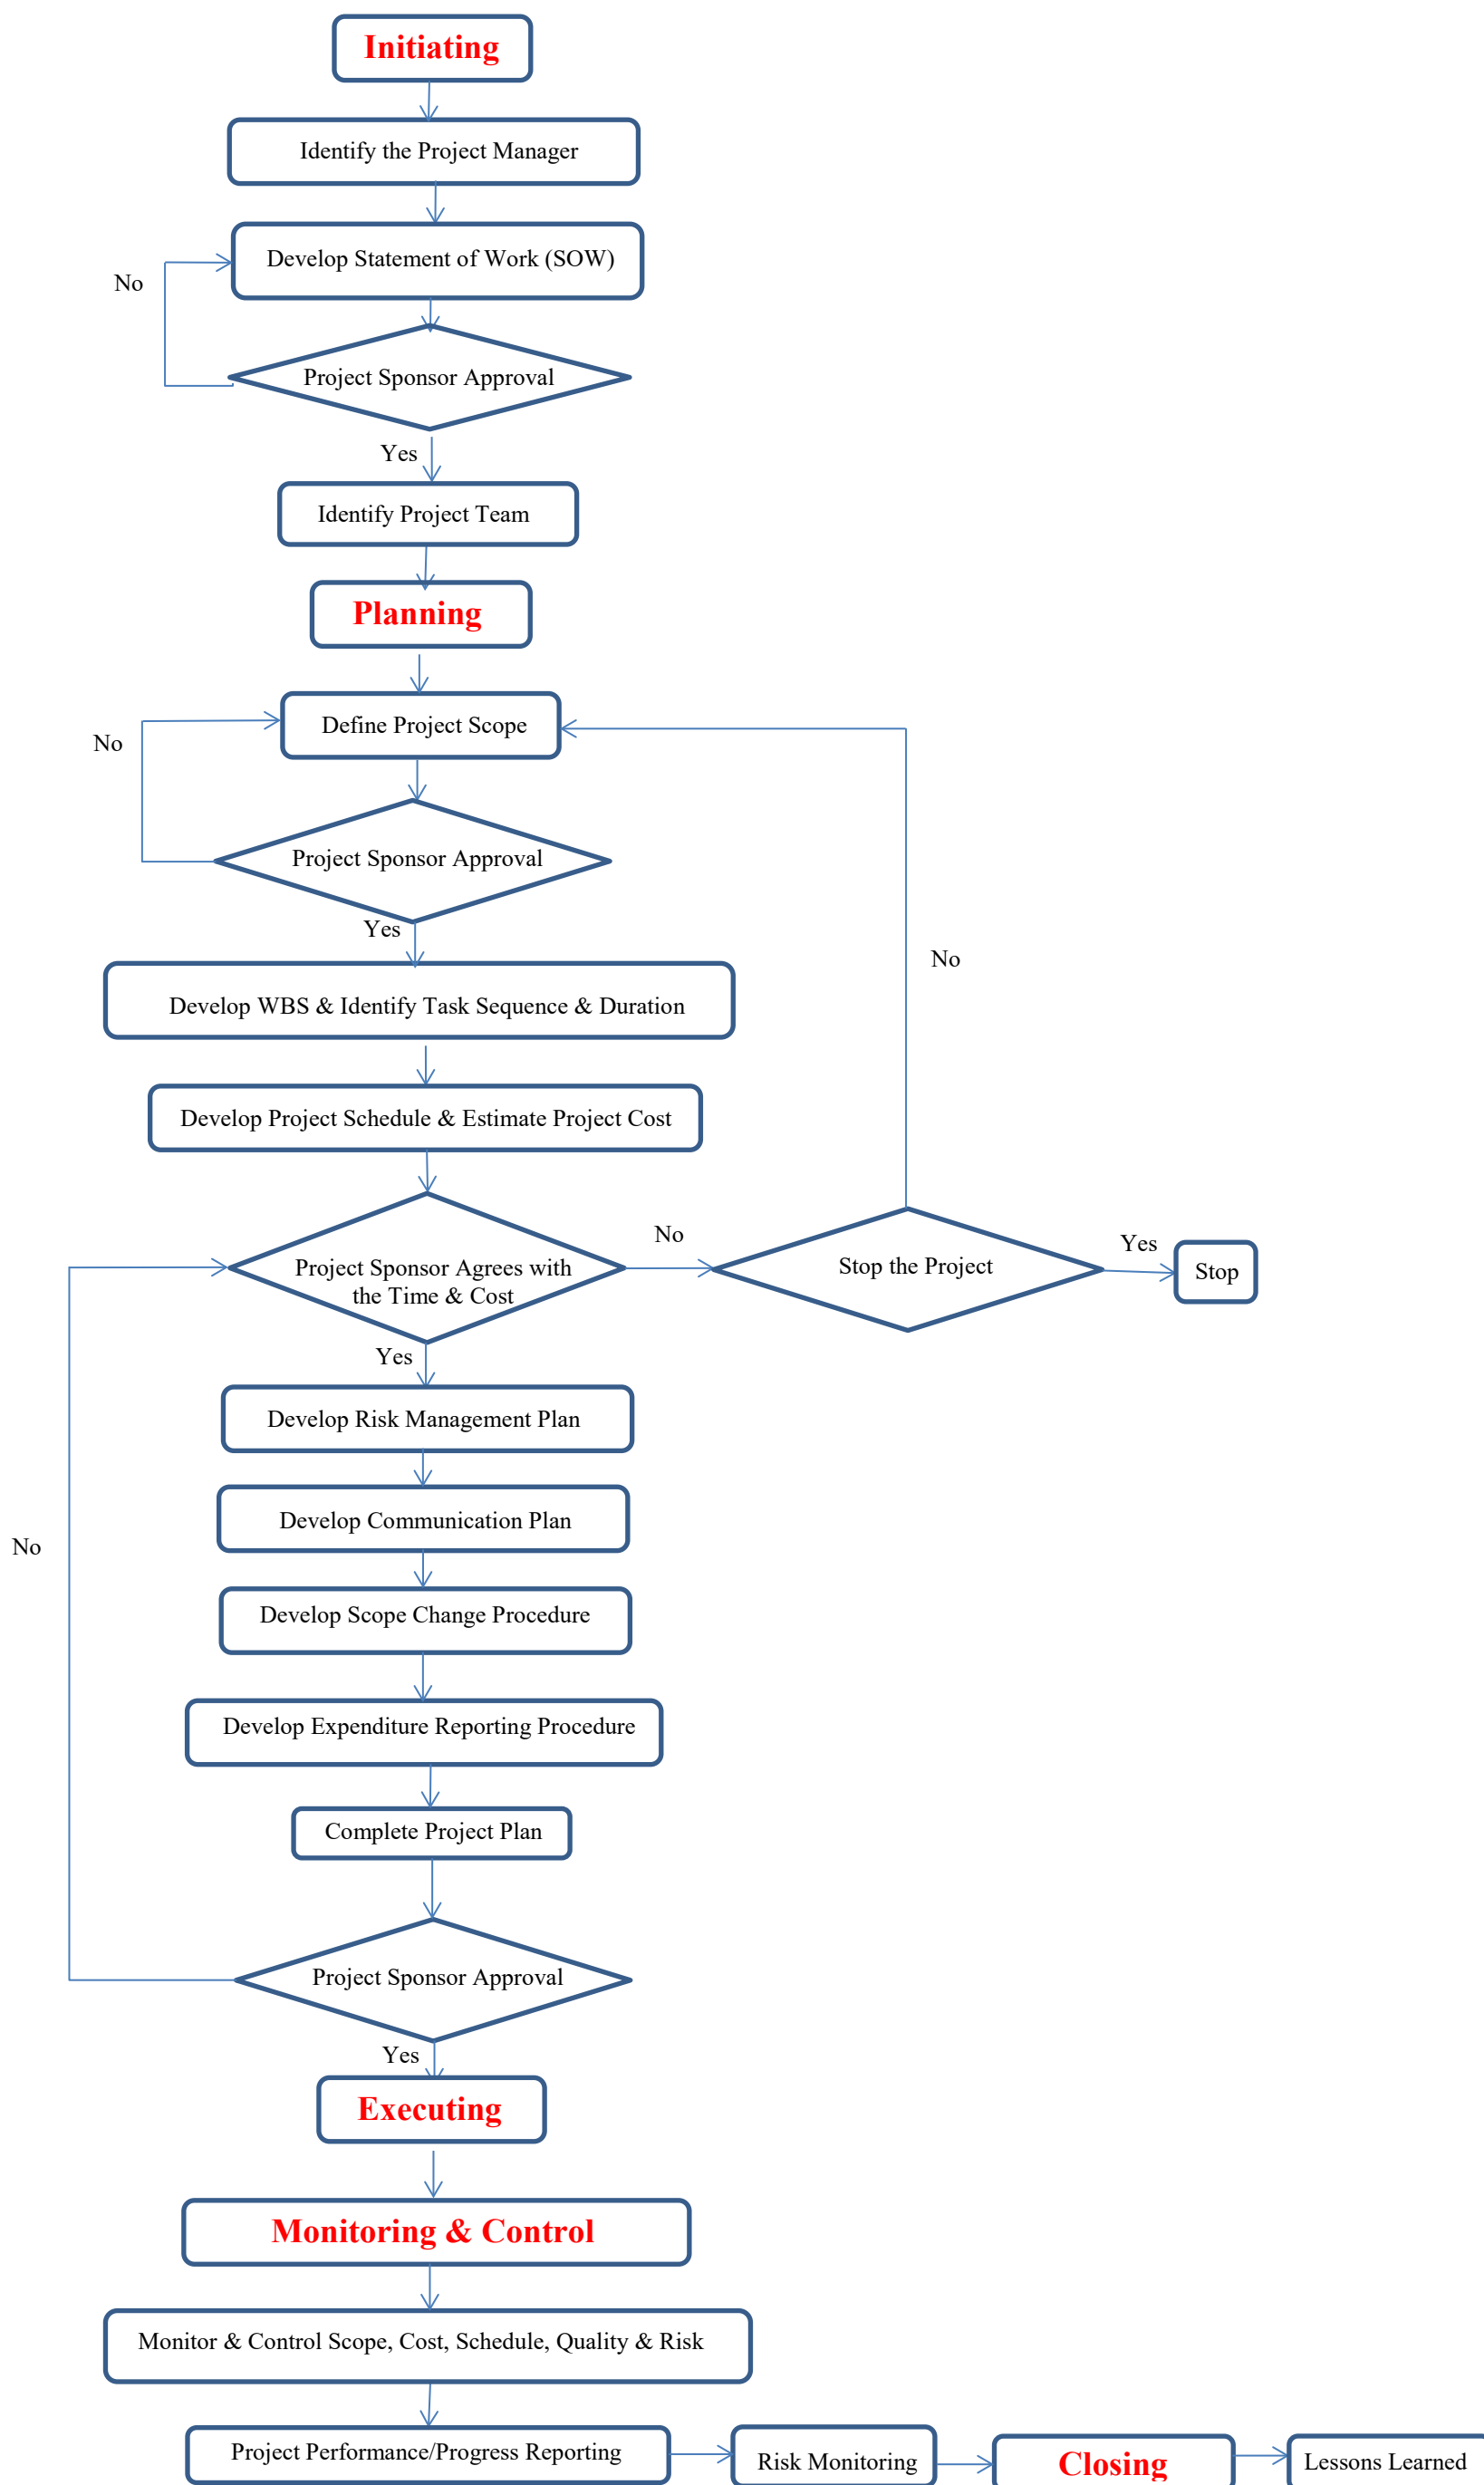 Initiating
Identify the Project Manager
Develop Statement of Work (SOW)
No
Project Sponsor Approval
Yes
Identify Project Team
Planning
Define Project Scope
No
Project Sponsor Approval
Yes
No
Develop WBS & Identify Task Sequence & Duration
Develop Project Schedule & Estimate Project Cost
No
Yes
Project Sponsor Agrees with
the Time & Cost
Stop the Project
Stop
Yes
Develop Risk Management Plan
Develop Communication Plan
No
Develop Scope Change Procedure
Develop Expenditure Reporting Procedure
Complete Project Plan
Project Sponsor Approval
Yes
Executing
Monitoring & Control
Monitor & Control Scope, Cost, Schedule, Quality & Risk
Project Performance/Progress Reporting
Risk Monitoring
Closing
Lessons Learned